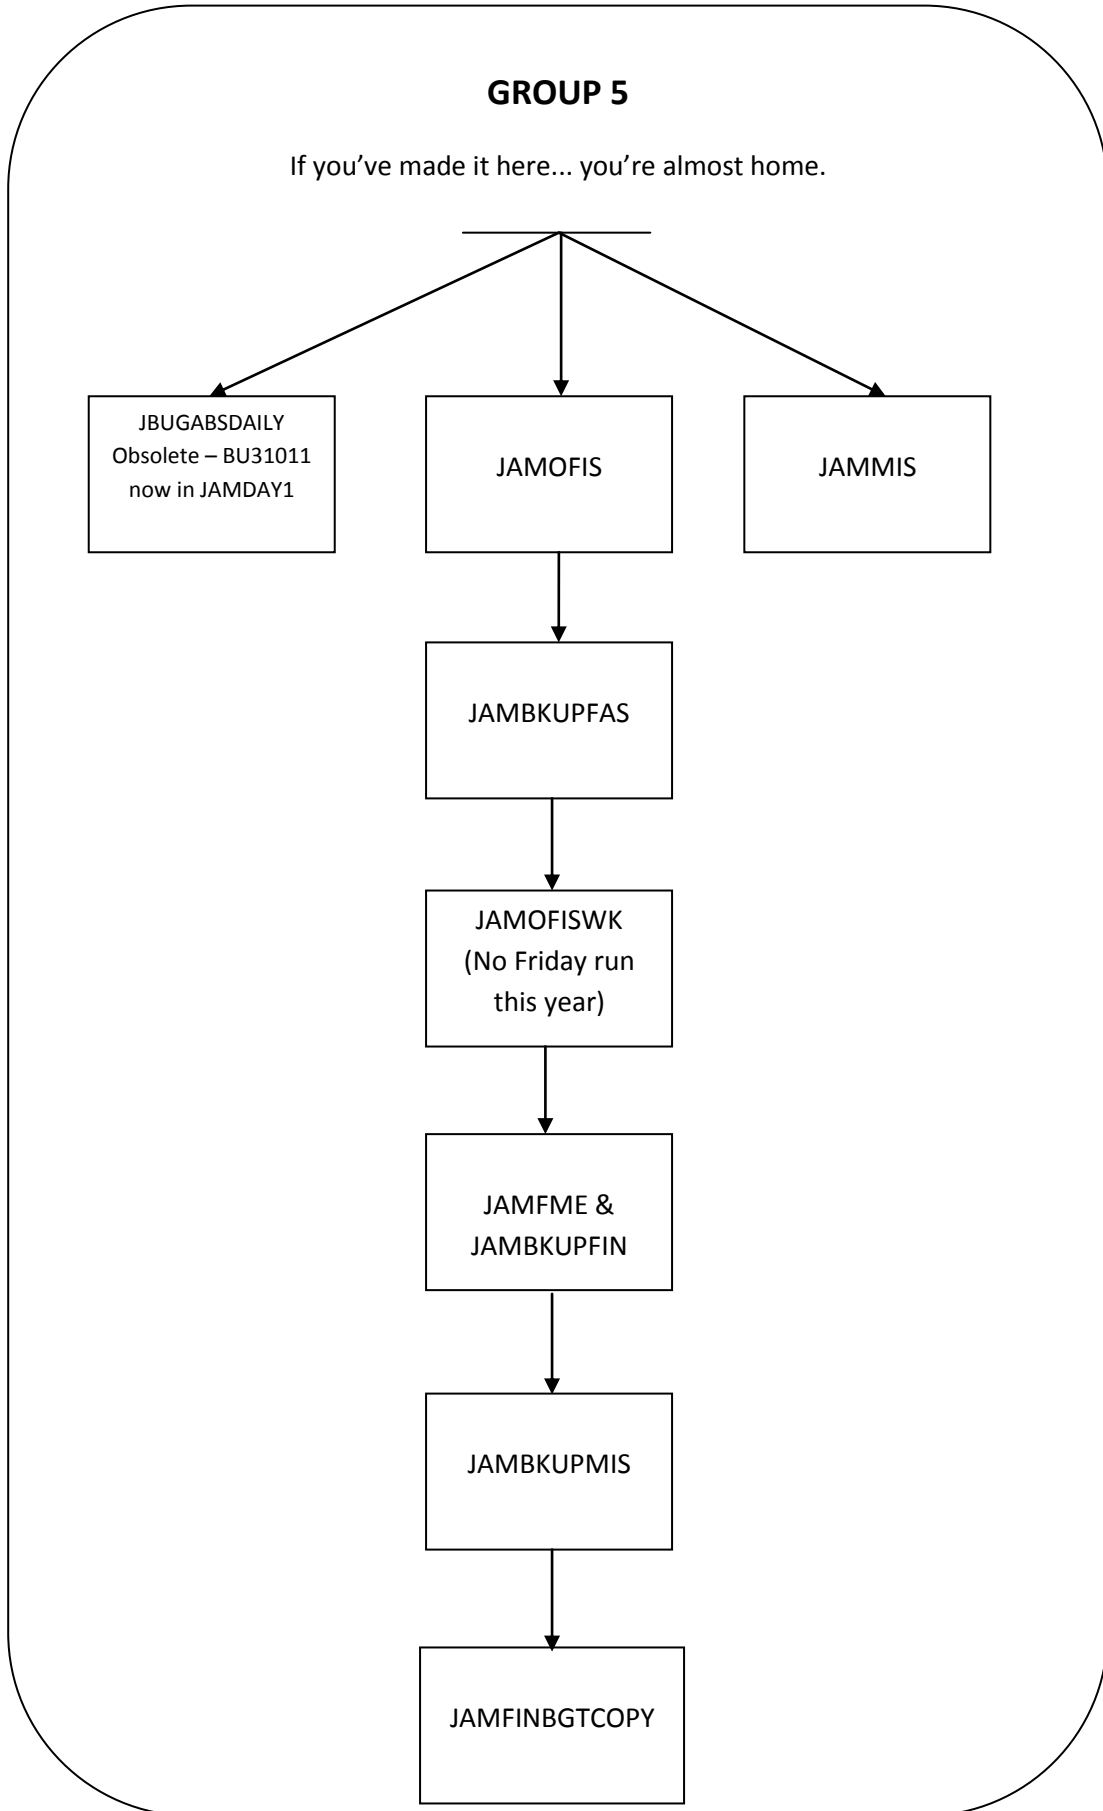 GROUP 5
If you’ve made it here... you’re almost home.
JBUGABSDAILY
Obsolete – BU31011
now in JAMDAY1
JAMOFIS
JAMMIS
JAMBKUPFAS
JAMOFISWK
(No Friday run
this year)
JAMFME &
JAMBKUPFIN
JAMBKUPMIS
JAMFINBGTCOPY